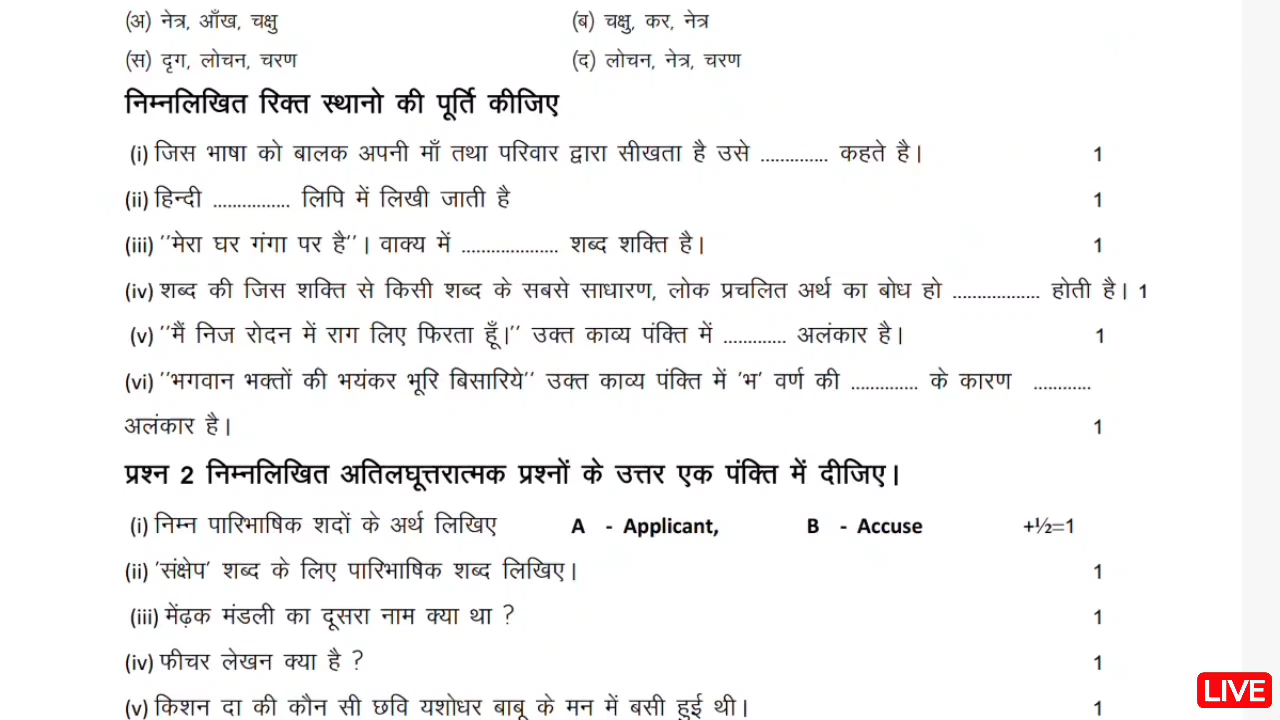 (अ) नेत्र, आँख, चक्षु (ब) चक्षु, कर, नेत्र
(स) दृग, लोचन, चरण (द) लोचन, नेत्र, चरण
निम्नलिखित रिक्त स्थानो की पूर्ति कीजिए
(i) जिस भाषा को बालक अपनी माँ तथा परिवार द्वारा सीखता है उसे .............. कहते है। 1
(ii) हिन्दी ................ लिपि में लिखी जाती है 1
(iii) ''मेरा घर गंगा पर है''। वाक्य में .................... शब्द शक्ति है। 1
(iv) शब्द की जिस शक्ति से किसी शब्द के सबसे साधारण, लोक प्रचलित अर्थ का बोध हो .................. होती है। 1
(v) ''मैं निज रोदन में राग लिए फिरता हूँ।'' उक्त काव्य पंक्ति में ............. अलंकार है। 1
(vi) ''भगवान भक्तों की भयंकर भूरि बिसारिये'' उक्त काव्य पंक्ति में 'भ' वर्ण की .............. के कारण ............
अलंकार है। 1
प्रश्न 2 निम्नलिखित अतिलघूत्तरात्मक प्रश्नों के उत्तर एक पंक्ति में दीजिए।
(i) निम्न पारिभाषिक शदों के अर्थ लिखिए A - Applicant, B - Accuse +½=1
(ii) 'संक्षेप' शब्द के लिए पारिभाषिक शब्द लिखिए। 1
(iii) मेंढ़क मंडली का दूसरा नाम क्या था ? 1
(iv) फीचर लेखन क्या है ? 1
(v) किशन दा की कौन सी छवि यशोधर बाबू के मन में बसी हुई थी। 1
LIVE